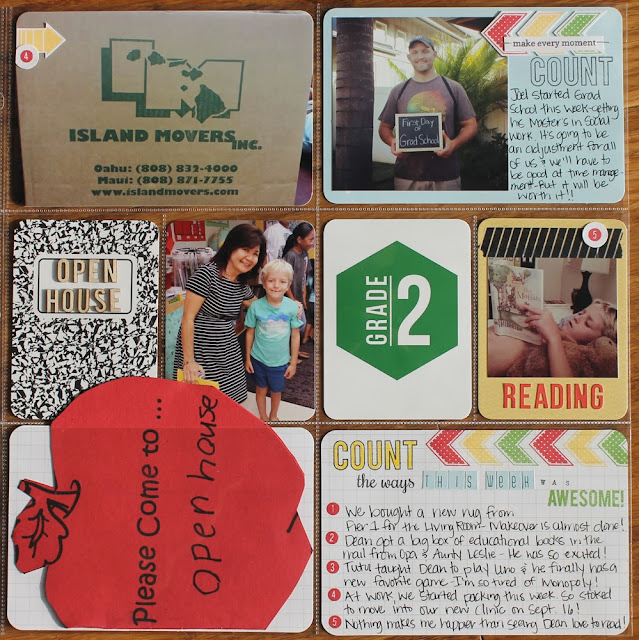 4
ISLAND MOVERS INC.
Oahu: (808) 832-4000
Maui: (808) 871-7755
www.islandmovers.com
First Day
of
Grad School
make every moment
COUNT
Joel started Grad
School this week-getting
his Masters in Social
work. It's going to be
an adjustment for all
of us & we'll have to
be good at time manage-
ment-But it will be
worth it!!
OPEN
HOUSE
GRADE
2
5
READING
Please Come to ...
open house
COUNT
the ways THIS WEEK was
AWESOME!
1 We bought a new rug from
Pier 1 for the Living Room- Makeover is almost done!
2 Dean got a big box of educational books in the
mail from Opa & Aunty Leslie - He was so excited!
3 Tutu taught Dean to play Uno & he finally has a
new favorite game-I'm so tired of Monopoly!
4 At work, we started packing this week. So stoked
to move into our new clinic on Sept. 16!
5 Nothing makes me happier than seeing Dean love to read!